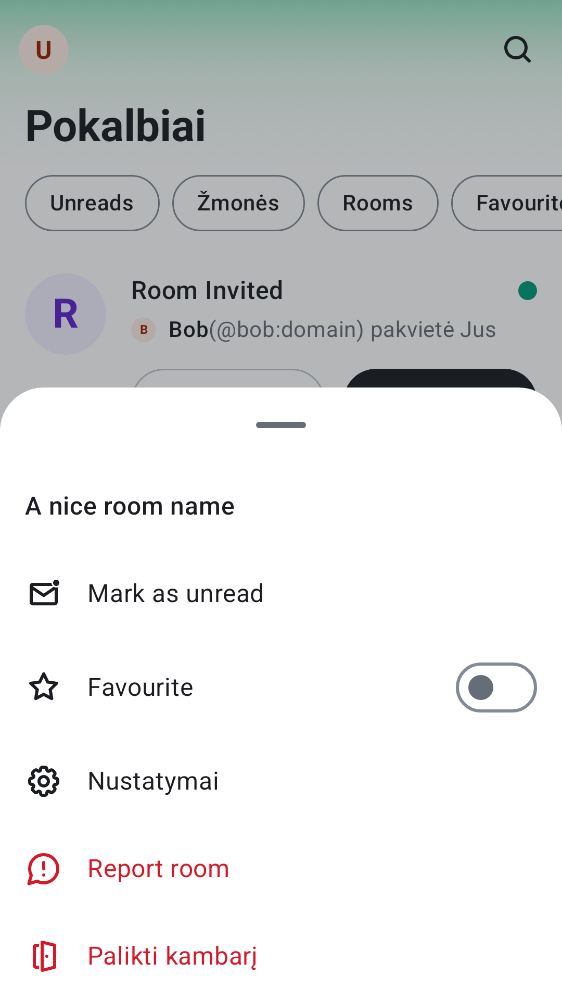 U
Pokalbiai
Unreads Žmonės Rooms Favourite
R
Room Invited
B Bob(@bob:domain) pakvietė Jus
A nice room name
Mark as unread
Favourite
Nustatymai
Report room
Palikti kambarį